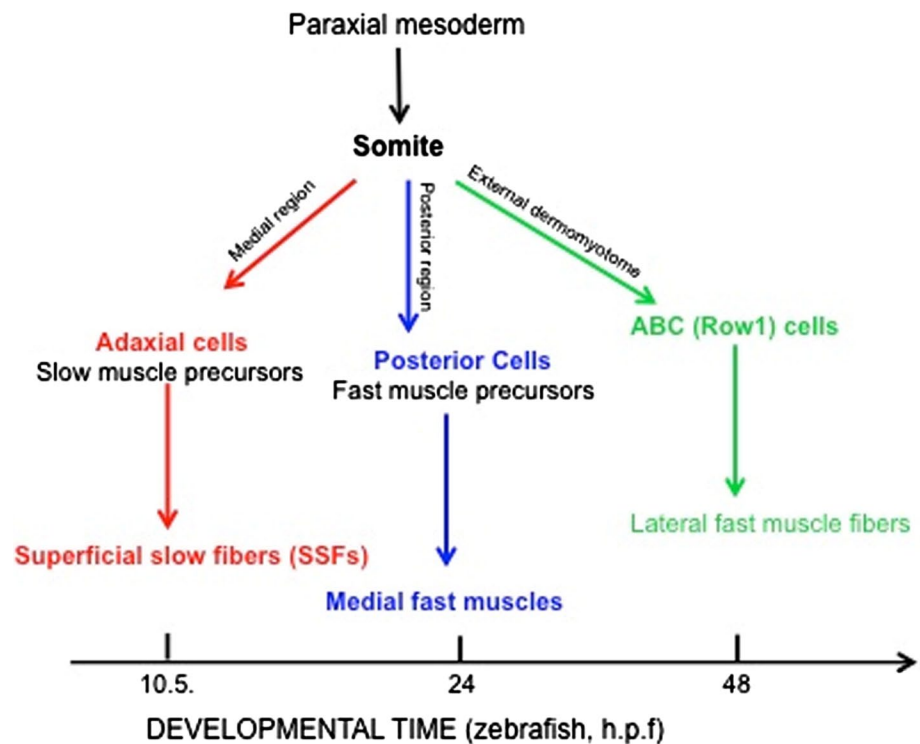 Paraxial mesoderm
Somite
Medial region
Posterior region
External dermomyotome
Adaxial cells
Slow muscle precursors
Posterior Cells
Fast muscle precursors
ABC (Row1) cells
Superficial slow fibers (SSFs)
Medial fast muscles
Lateral fast muscle fibers
10.5.
24
48
DEVELOPMENTAL TIME (zebrafish, h.p.f)